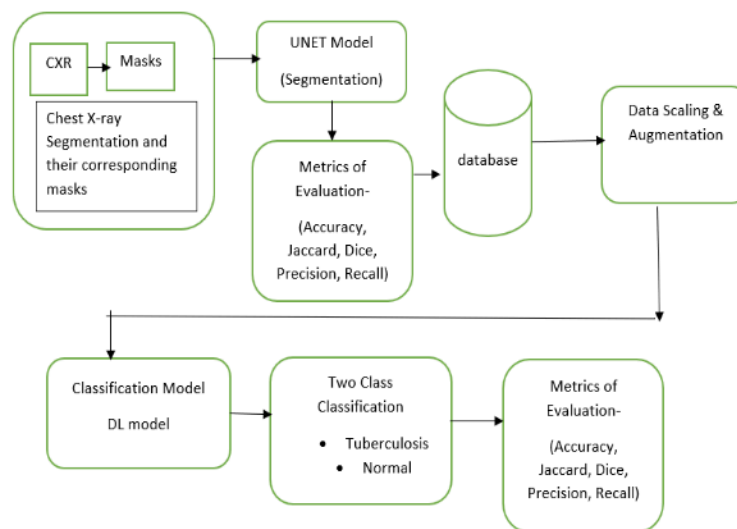 CXR
Masks
Chest X-ray
Segmentation and
their corresponding
masks
UNET Model
(Segmentation)
Metrics of
Evaluation-
(Accuracy,
Jaccard, Dice,
Precision, Recall)
database
Data Scaling &
Augmentation
Classification Model
DL model
Two Class
Classification
• Tuberculosis
• Normal
Metrics of
Evaluation-
(Accuracy,
Jaccard, Dice,
Precision, Recall)